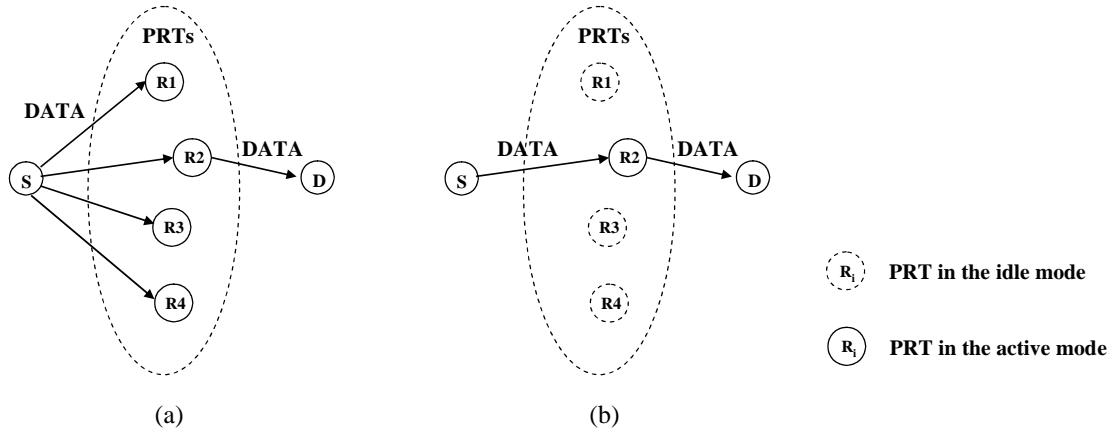 PRTs
R1
DATA
S
R2
DATA
D
R3
R4
(a)
PRTs
R1
DATA
S
R2
DATA
D
R3
R4
(b)
Ri PRT in the idle mode
Ri PRT in the active mode